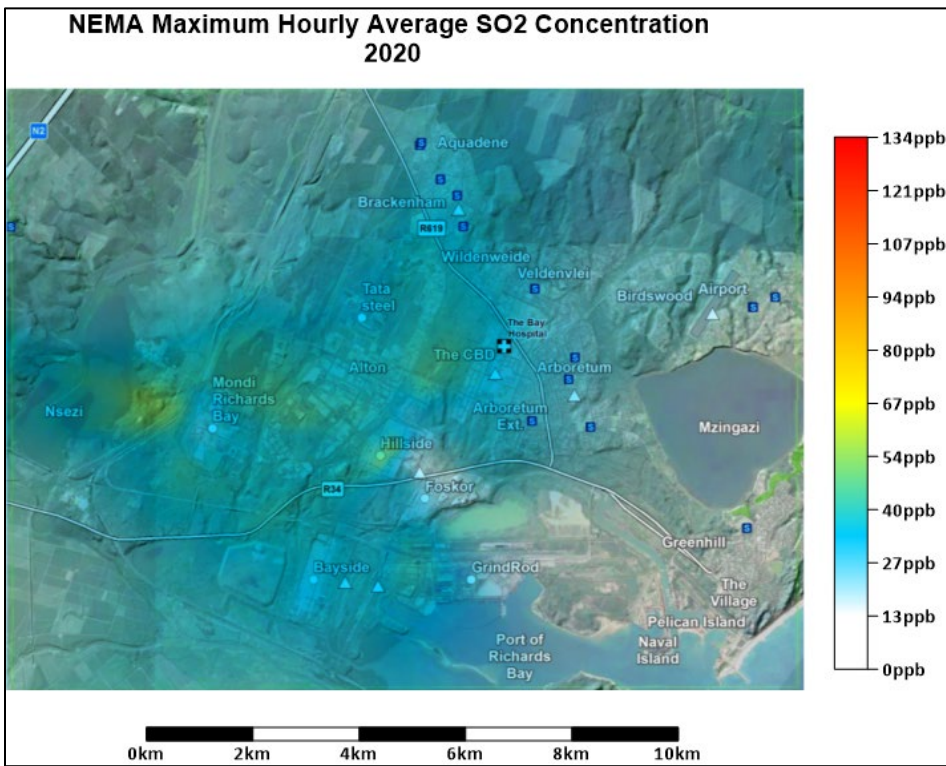 NEMA Maximum Hourly Average SO2 Concentration
2020
N2
S
Aquadene
S
Brackenham
S
S
S
R619
Wildenweide
Veldenvlei
S
Birdswood
Airport
S
S
Tata
steel
The Bay
Hospital
The CBD
S
Alton
Arboretum
S
Mondi
Richards
Bay
Nsezi
Arboretum
Ext.
S
S
Mzingazi
Hillside
R34
Foskor
S
Greenhill
Bayside
GrindRod
The
Village
Pelican Island
Naval
Island
Port of
Richards
Bay
134ppb
121ppb
107ppb
94ppb
80ppb
67ppb
54ppb
40ppb
27ppb
13ppb
0ppb
0km
2km
4km
6km
8km
10km